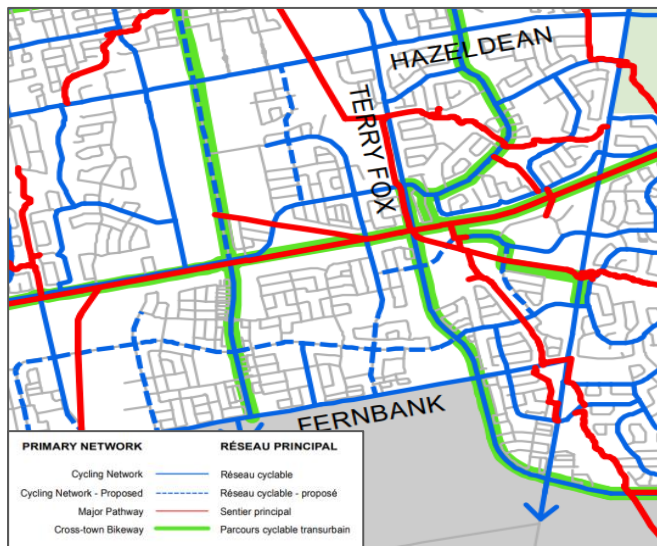 HAZELDEAN
TERRY FOX
FERNBANK
PRIMARY NETWORK RÉSEAU PRINCIPAL
Cycling Network Réseau cyclable
Cycling Network - Proposed Réseau cyclable - proposé
Major Pathway Sentier principal
Cross-town Bikeway Parcours cyclable transurbain